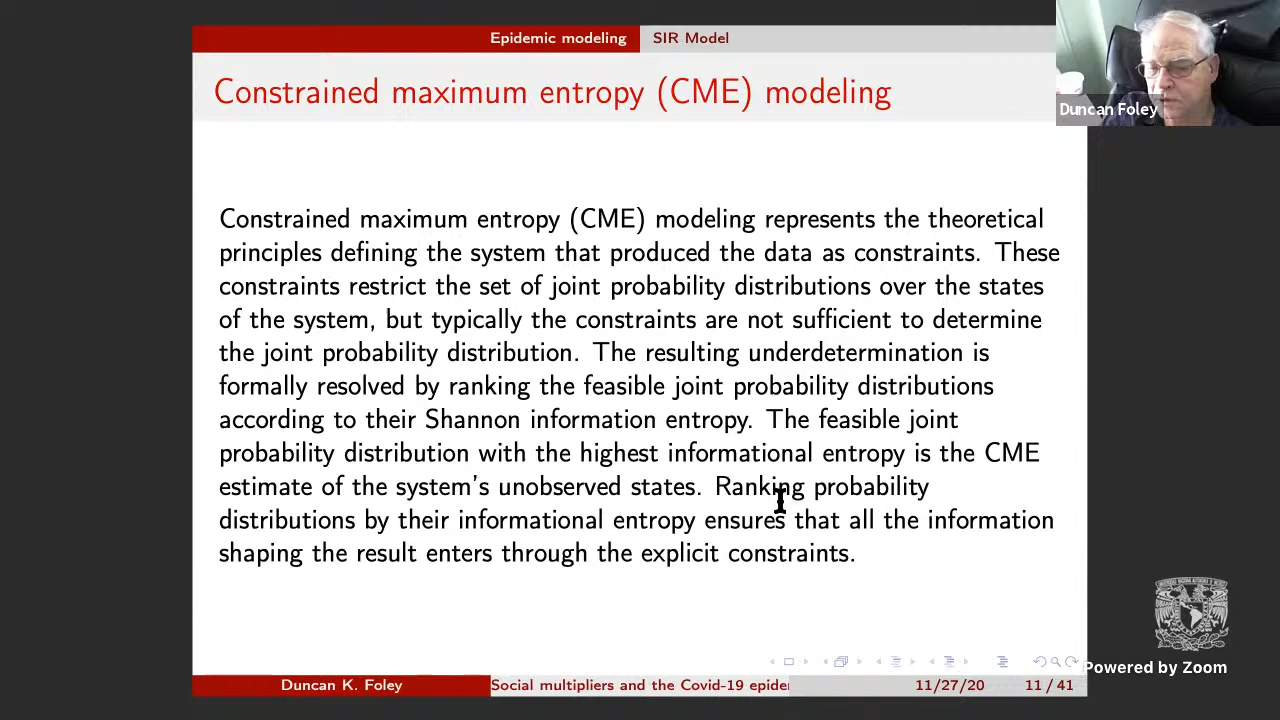 Epidemic modeling SIR Model
Constrained maximum entropy (CME) modeling
Duncan Foley
Constrained maximum entropy (CME) modeling represents the theoretical
principles defining the system that produced the data as constraints. These
constraints restrict the set of joint probability distributions over the states
of the system, but typically the constraints are not sufficient to determine
the joint probability distribution. The resulting underdetermination is
formally resolved by ranking the feasible joint probability distributions
according to their Shannon information entropy. The feasible joint
probability distribution with the highest informational entropy is the CME
estimate of the system's unobserved states. Ranking probability
distributions by their informational entropy ensures that all the information
shaping the result enters through the explicit constraints.
Powered by Zoom
Duncan K. Foley Social multipliers and the Covid-19 epide 11/27/20 11 / 41